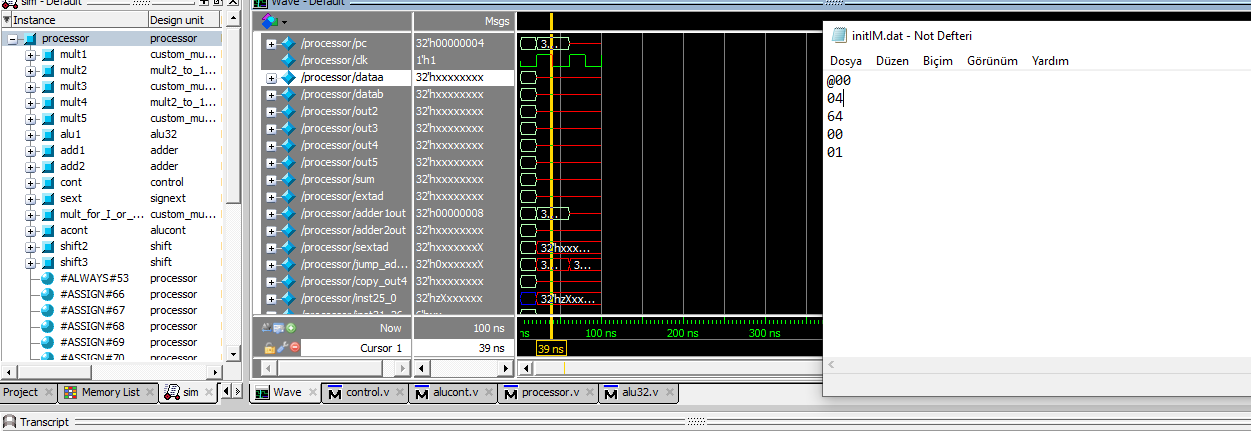 sim - Default
Instance Design unit
processor processor
mult1 custom_mu...
mult2 mult2_to_1...
mult3 custom_mu...
mult4 mult2_to_1...
mult5 custom_mu...
alu1 alu32
add1 adder
add2 adder
cont control
sext signext
mult_for_I_or_... custom_mu...
acont alucont
shift2 shift
shift3 shift
#ALWAYS#53 processor
#ASSIGN#66 processor
#ASSIGN#67 processor
#ASSIGN#68 processor
#ASSIGN#69 processor
#ASSIGN#70 processor
Project Memory List sim
Wave - Default
Msgs
/processor/pc 32'h00000004 3...
/processor/clk 1'h1
/processor/dataa 32'hxxxxxxxx
/processor/datab 32'hxxxxxxxx
/processor/out2 32'hxxxxxxxx
/processor/out3 32'hxxxxxxxx
/processor/out4 32'hxxxxxxxx
/processor/out5 32'hxxxxxxxx
/processor/sum 32'hxxxxxxxx
/processor/extad 32'hxxxxxxxx
/processor/adder1out 32'h00000008 3...
/processor/adder2out 32'hxxxxxxxx
/processor/sextad 32'hxxxxxxxX 32'hxxx...
/processor/jump_ad... 32'h0xxxxxxX 3... 3...
/processor/copy_out4 32'hxxxxxxxx
/processor/inst25_0 32'hzXxxxxxx 32'hzXxx...
Now 100 ns ns 100 ns 200 ns 300 ns
Cursor 1 39 ns 39 ns
Wave control.v alucont.v processor.v alu32.v
initIM.dat - Not Defteri
Dosya Düzen Biçim Görünüm Yardım
@00
04
64
00
01
Transcript